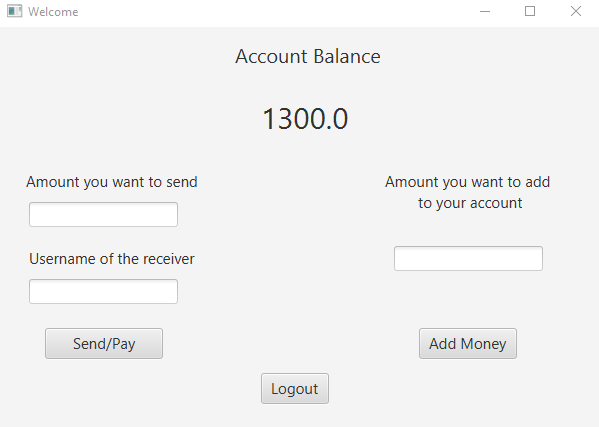 Welcome
Account Balance
1300.0
Amount you want to send
Amount you want to add
to your account
Username of the receiver
Send/Pay
Add Money
Logout